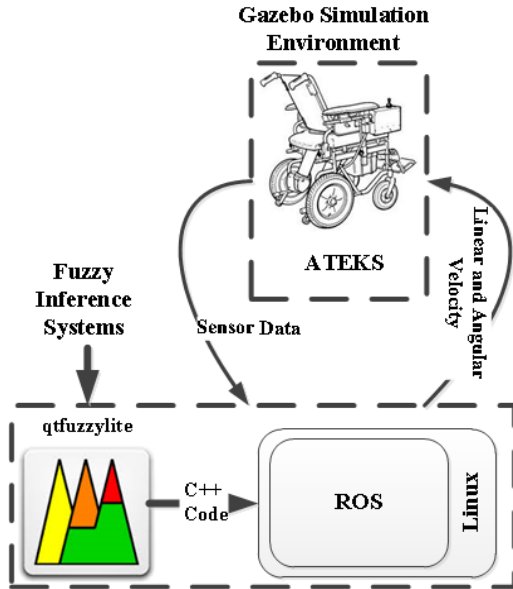 Gazebo Simulation
Environment
ATEKS
Linear and Angular
Velocity
Fuzzy
Inference
Systems
Sensor Data
qtfuzzylite
C++
Code
ROS
Linux